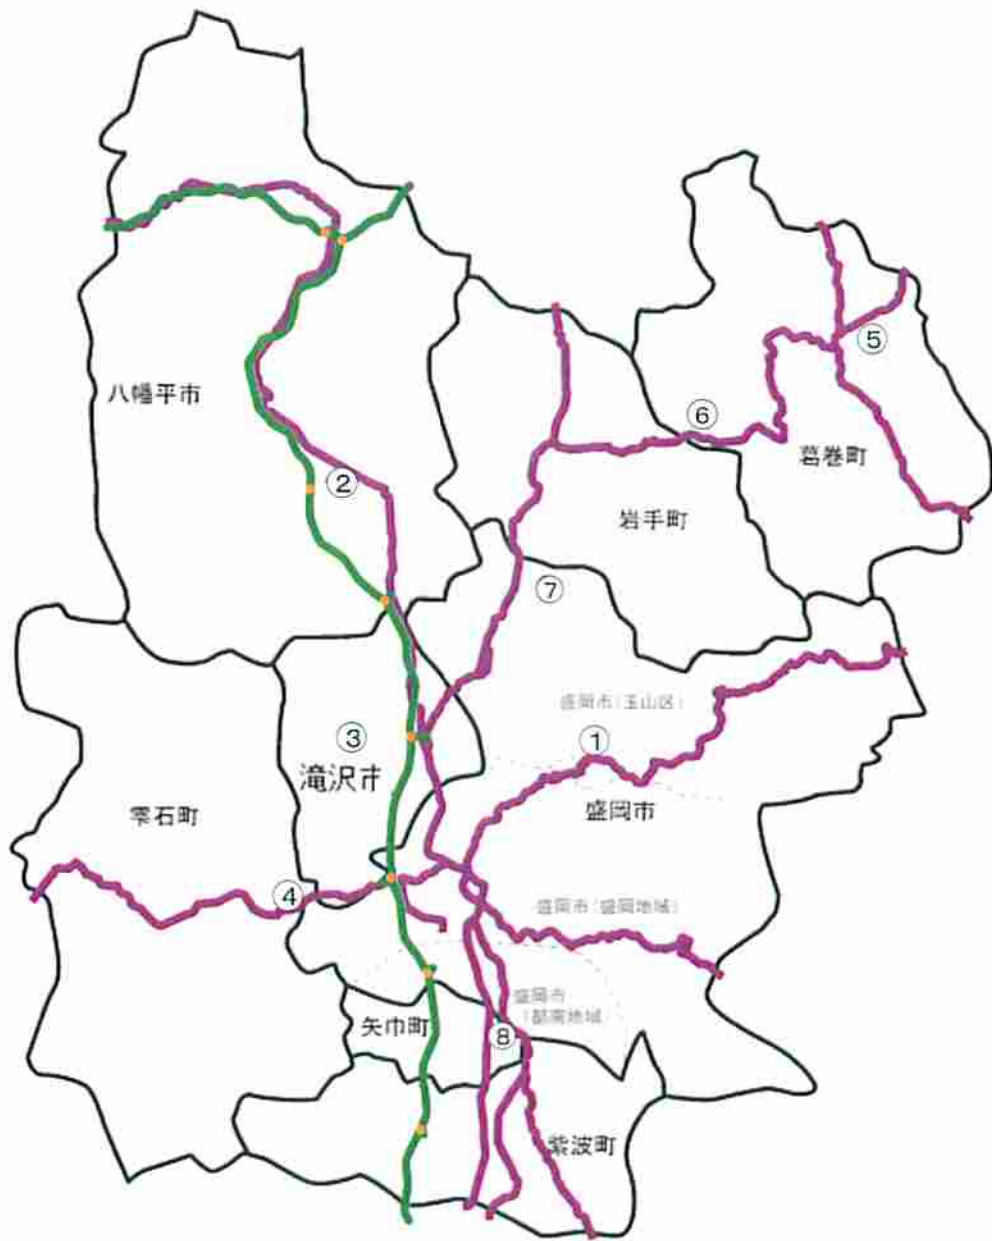 ⑤
八幡平市
⑥
葛巻町
②
岩手町
⑦
盛岡市(玉山区)
③
①
滝沢市
雫石町
盛岡市
④
盛岡市(盛岡地域)
盛岡市
(都南地域)
矢巾町
⑧
紫波町